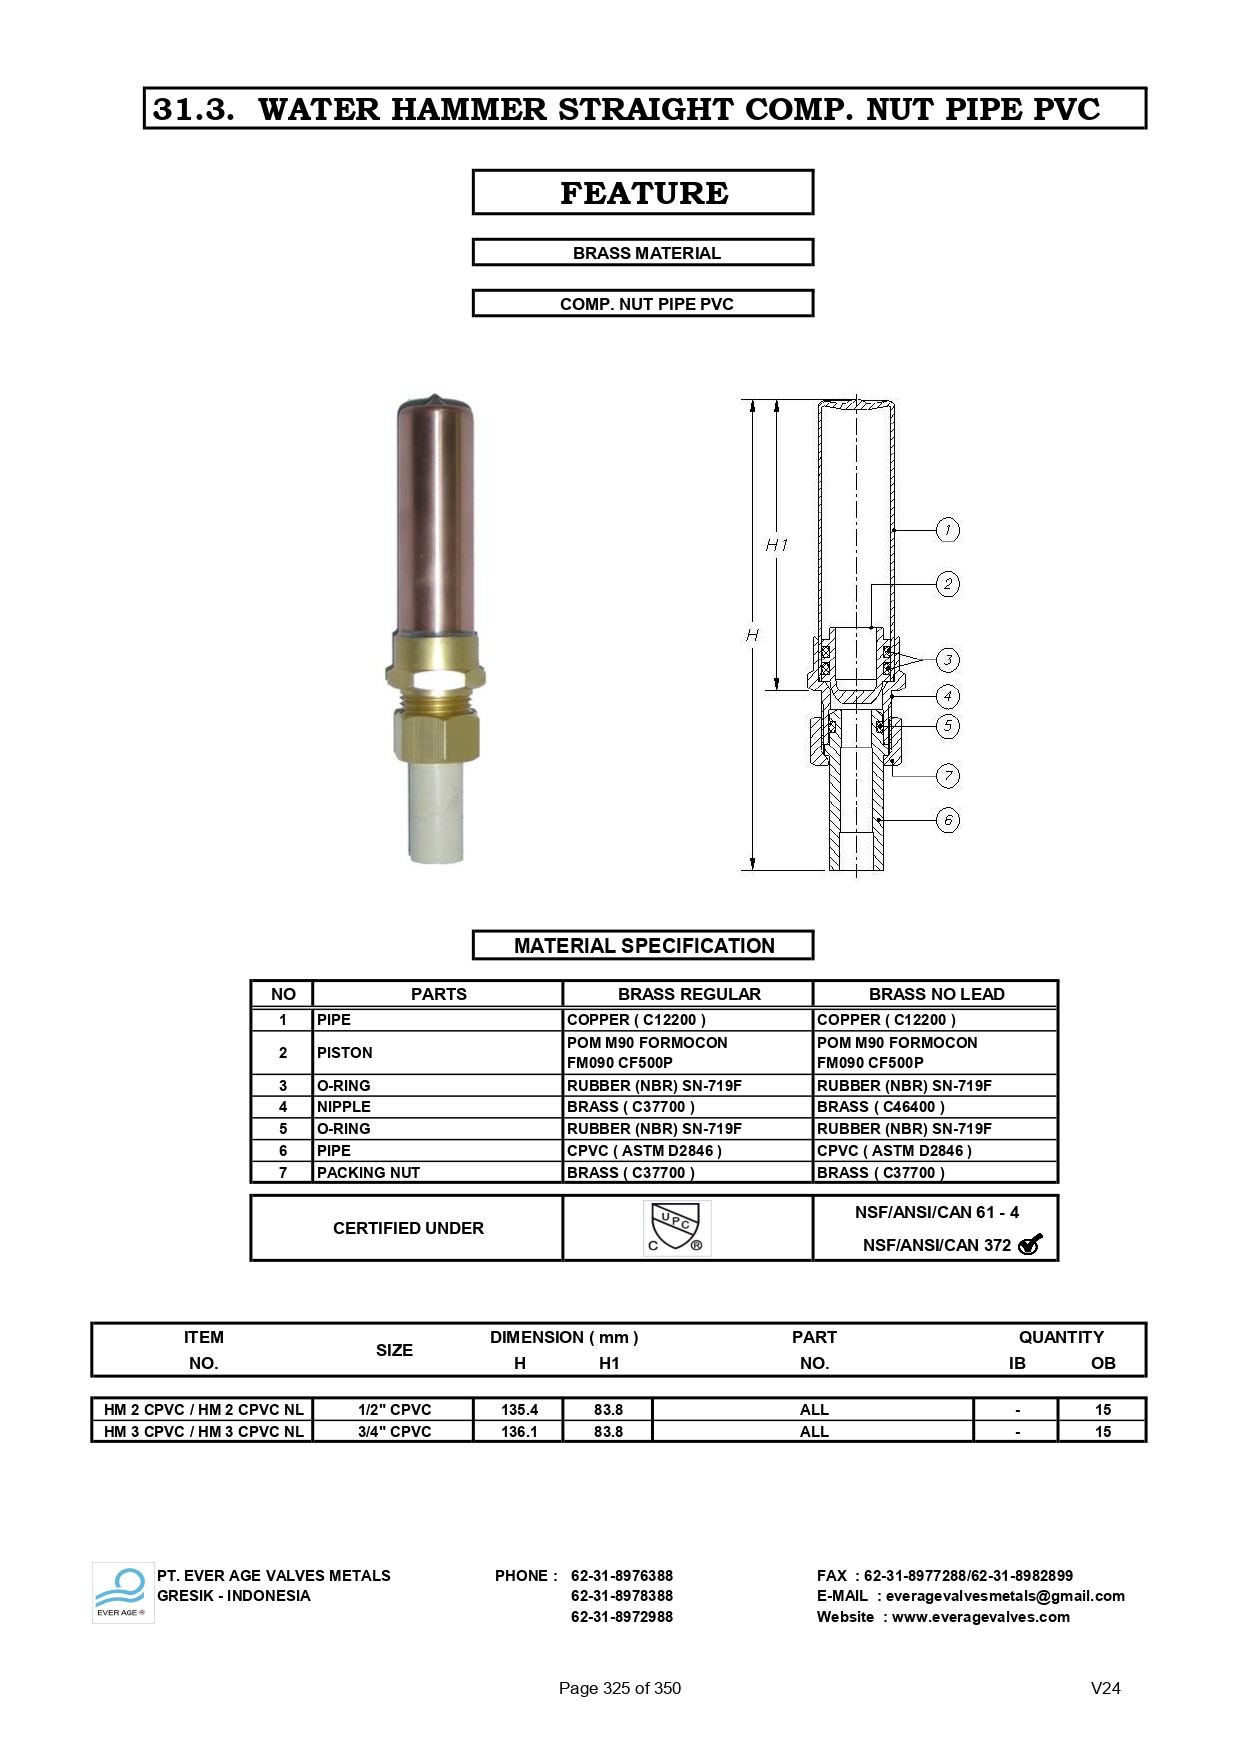 31.3. WATER HAMMER STRAIGHT COMP. NUT PIPE PVC
FEATURE
BRASS MATERIAL
COMP. NUT PIPE PVC
H1
H
1
2
3
4
5
7
6
MATERIAL SPECIFICATION
NO PARTS BRASS REGULAR BRASS NO LEAD
1 PIPE COPPER ( C12200 ) COPPER ( C12200 )
2 PISTON POM M90 FORMOCON POM M90 FORMOCON
FM090 CF500P FM090 CF500P
3 O-RING RUBBER (NBR) SN-719F RUBBER (NBR) SN-719F
4 NIPPLE BRASS ( C37700 ) BRASS ( C46400 )
5 O-RING RUBBER (NBR) SN-719F RUBBER (NBR) SN-719F
6 PIPE CPVC ( ASTM D2846 ) CPVC ( ASTM D2846 )
7 PACKING NUT BRASS ( C37700 ) BRASS ( C37700 )
CERTIFIED UNDER
UPC
C ®
NSF/ANSI/CAN 61 - 4
NSF/ANSI/CAN 372
ITEM SIZE DIMENSION ( mm ) PART QUANTITY
NO. H H1 NO. IB OB
HM 2 CPVC / HM 2 CPVC NL 1/2" CPVC 135.4 83.8 ALL - 15
HM 3 CPVC / HM 3 CPVC NL 3/4" CPVC 136.1 83.8 ALL - 15
EVER AGE ®
PT. EVER AGE VALVES METALS PHONE : 62-31-8976388 FAX : 62-31-8977288/62-31-8982899
GRESIK - INDONESIA 62-31-8978388 E-MAIL : everagevalvesmetals@gmail.com
62-31-8972988 Website : www.everagevalves.com
Page 325 of 350 V24